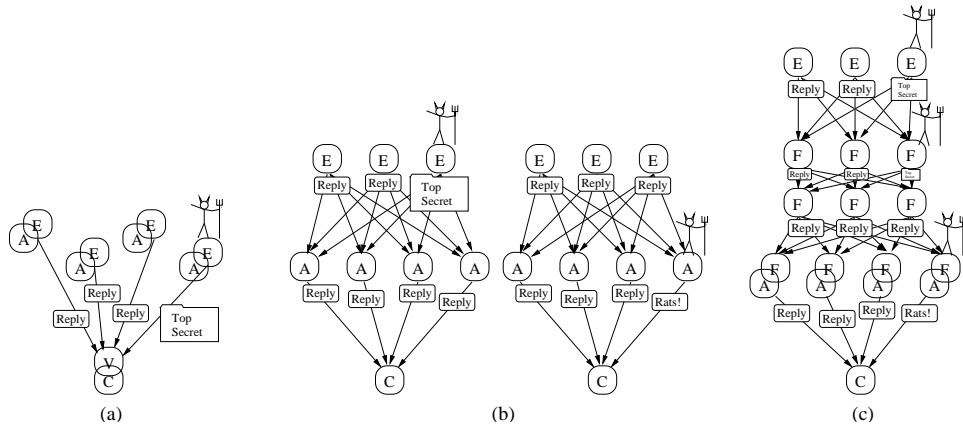 E E
A A
E E
A A
Reply
Reply
Reply
Top
Secret
V
C
(a)
E E E
Reply Reply Top
Secret
A A A A
Reply Reply Reply Reply
C
E E E
Reply Reply Reply
A A A A
Reply Reply Reply Rats!
C
(b)
E E E
Reply Reply Top
Secret
F F F
Reply Reply
F F F
Reply Reply Reply
F F F F
A A A A
Reply Reply Reply Rats!
C
(c)